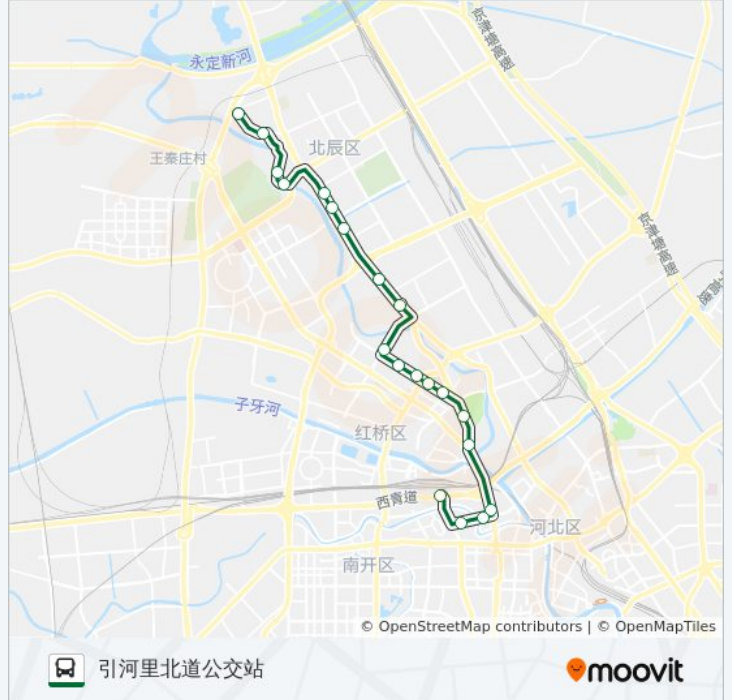 京津塘高速
永定新河
北辰区
王秦庄村
京津塘高速
子牙河
红桥区
西青道
河北区
南开区
© OpenStreetMap contributors | © OpenMapTiles
引河里北道公交站
moovit